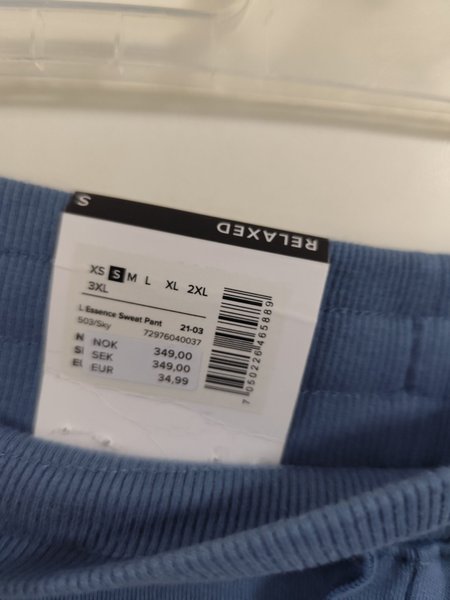 S
RELAXED
XS S M L XL 2XL
3XL
L Essence Sweat Pant 21-03
503/Sky 72976040037
NOK 349,00
SEK 349,00
EUR 34,99
7 050226 465889